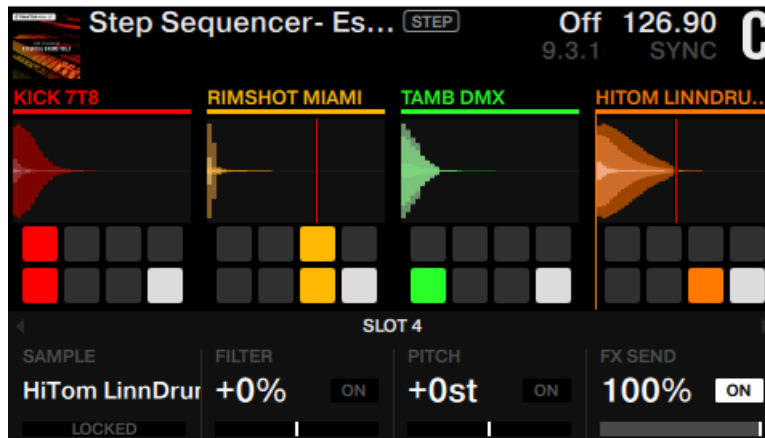 Step Sequencer- Es... STEP Off 126.90 C
9.3.1 SYNC
KICK 7T8 RIMSHOT MIAMI TAMB DMX HITOM LINNDRU..
SLOT 4
SAMPLE FILTER PITCH FX SEND
HiTom LinnDrur +0% ON +0st ON 100% ON
LOCKED